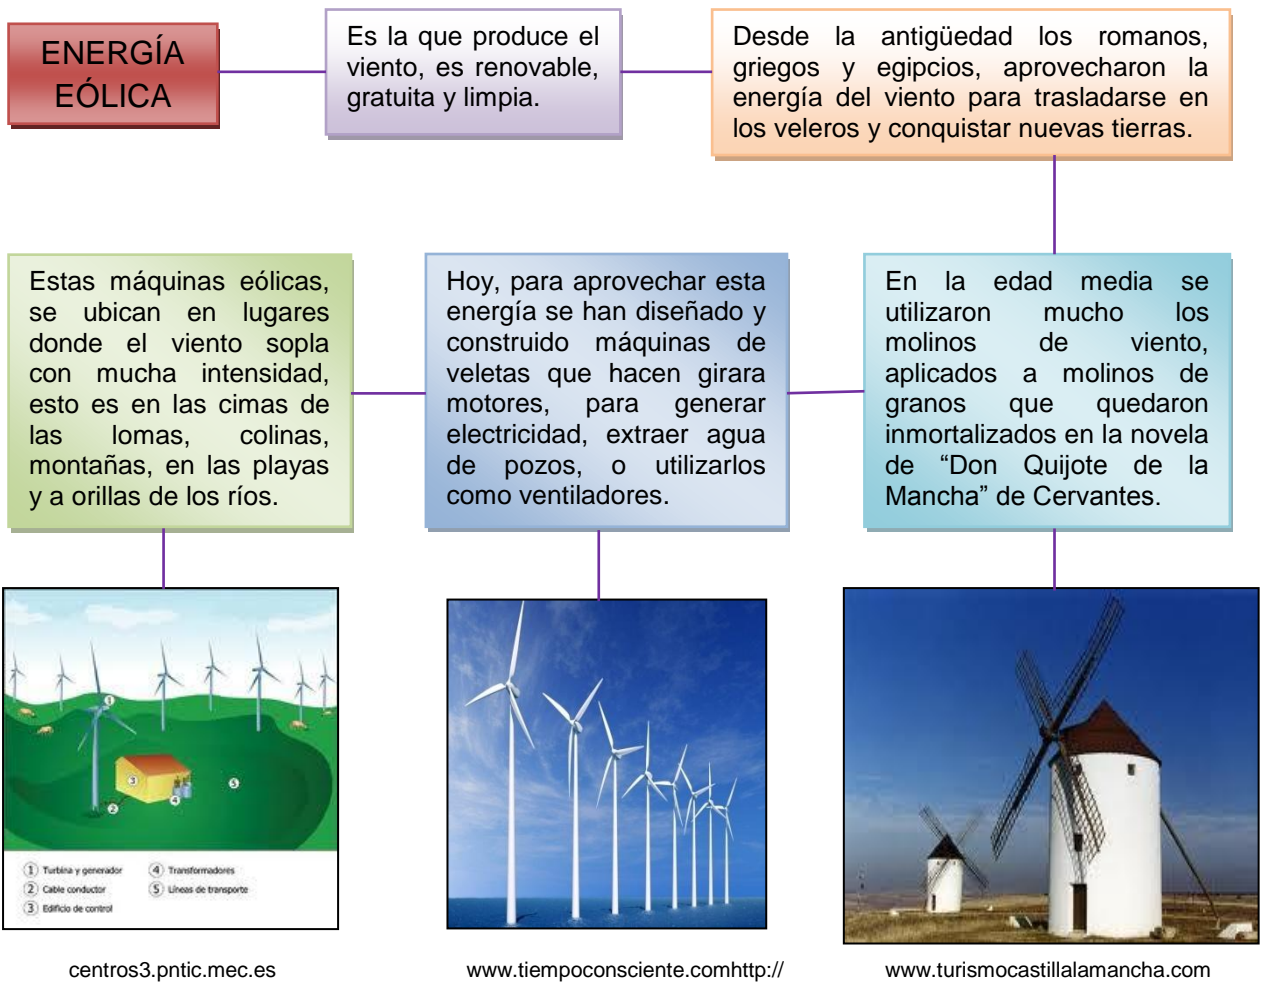 ENERGÍA
EÓLICA
Es la que produce el
viento, es renovable,
gratuita y limpia.
Desde la antigüedad los romanos,
griegos y egipcios, aprovecharon la
energía del viento para trasladarse en
los veleros y conquistar nuevas tierras.
En la edad media se
utilizaron mucho los
molinos de viento,
aplicados a molinos de
granos que quedaron
inmortalizados en la novela
de “Don Quijote de la
Mancha” de Cervantes.
Hoy, para aprovechar esta
energía se han diseñado y
construido máquinas de
veletas que hacen girara
motores, para generar
electricidad, extraer agua
de pozos, o utilizarlos
como ventiladores.
Estas máquinas eólicas,
se ubican en lugares
donde el viento sopla
con mucha intensidad,
esto es en las cimas de
las lomas, colinas,
montañas, en las playas
y a orillas de los ríos.
1
3
4
5
2
1 Turbina y generador
2 Cable conductor
3 Edificio de control
4 Transformadores
5 Líneas de transporte
centros3.pntic.mec.es
www.tiempoconsciente.comhttp://
www.turismocastillalamancha.com